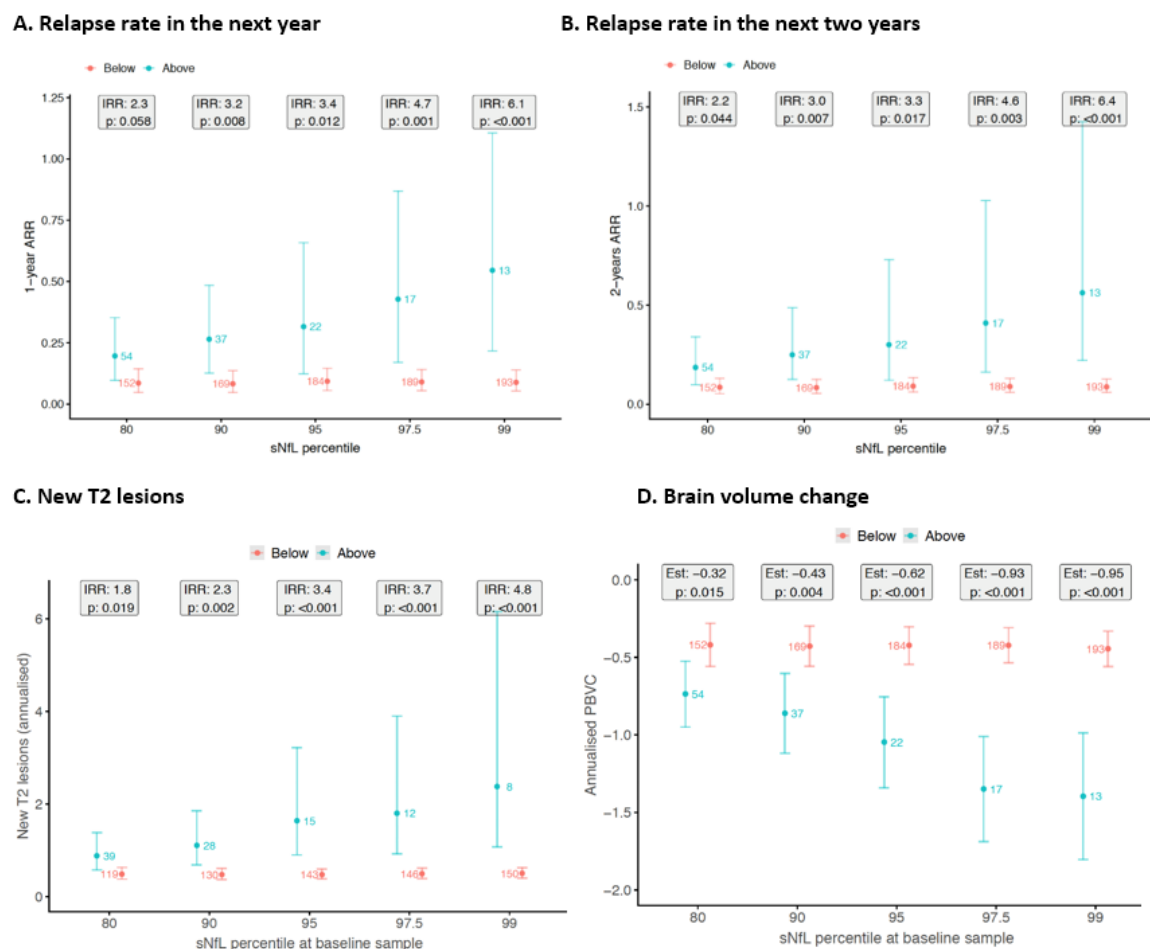 A. Relapse rate in the next year
Below Above
IRR: 2.3 IRR: 3.2 IRR: 3.4 IRR: 4.7 IRR: 6.1
p: 0.058 p: 0.008 p: 0.012 p: 0.001 p: <0.001
1.25
1.00
0.75
0.50
0.25
0.00
1−year ARR
54 37 22 17 13
152 169 184 189 193
80 90 95 97.5 99
sNfL percentile
B. Relapse rate in the next two years
Below Above
IRR: 2.2 IRR: 3.0 IRR: 3.3 IRR: 4.6 IRR: 6.4
p: 0.044 p: 0.007 p: 0.017 p: 0.003 p: <0.001
1.5
1.0
0.5
0.0
2−years ARR
54 37 22 17 13
152 169 184 189 193
80 90 95 97.5 99
sNfL percentile
C. New T2 lesions
Below Above
IRR: 1.8 IRR: 2.3 IRR: 3.4 IRR: 3.7 IRR: 4.8
p: 0.019 p: 0.002 p: <0.001 p: <0.001 p: <0.001
6
4
2
0
New T2 lesions (annualised)
39 28 15 12 8
119 130 143 146 150
80 90 95 97.5 99
sNfL percentile at baseline sample
D. Brain volume change
Below Above
Est: −0.32 Est: −0.43 Est: −0.62 Est: −0.93 Est: −0.95
p: 0.015 p: 0.004 p: <0.001 p: <0.001 p: <0.001
0.0
−0.5
−1.0
−1.5
−2.0
Annualised PBVC
152 169 184 189 193
54 37 22 17 13
80 90 95 97.5 99
sNfL percentile at baseline sample